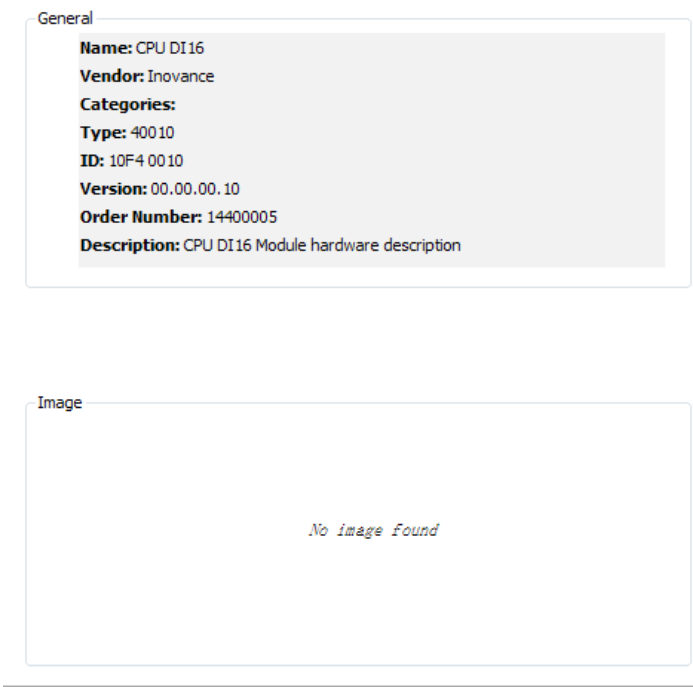 General
Name: CPU DI16
Vendor: Inovance
Categories:
Type: 40010
ID: 10F4 0010
Version: 00.00.00.10
Order Number: 14400005
Description: CPU DI16 Module hardware description
Image
No image found